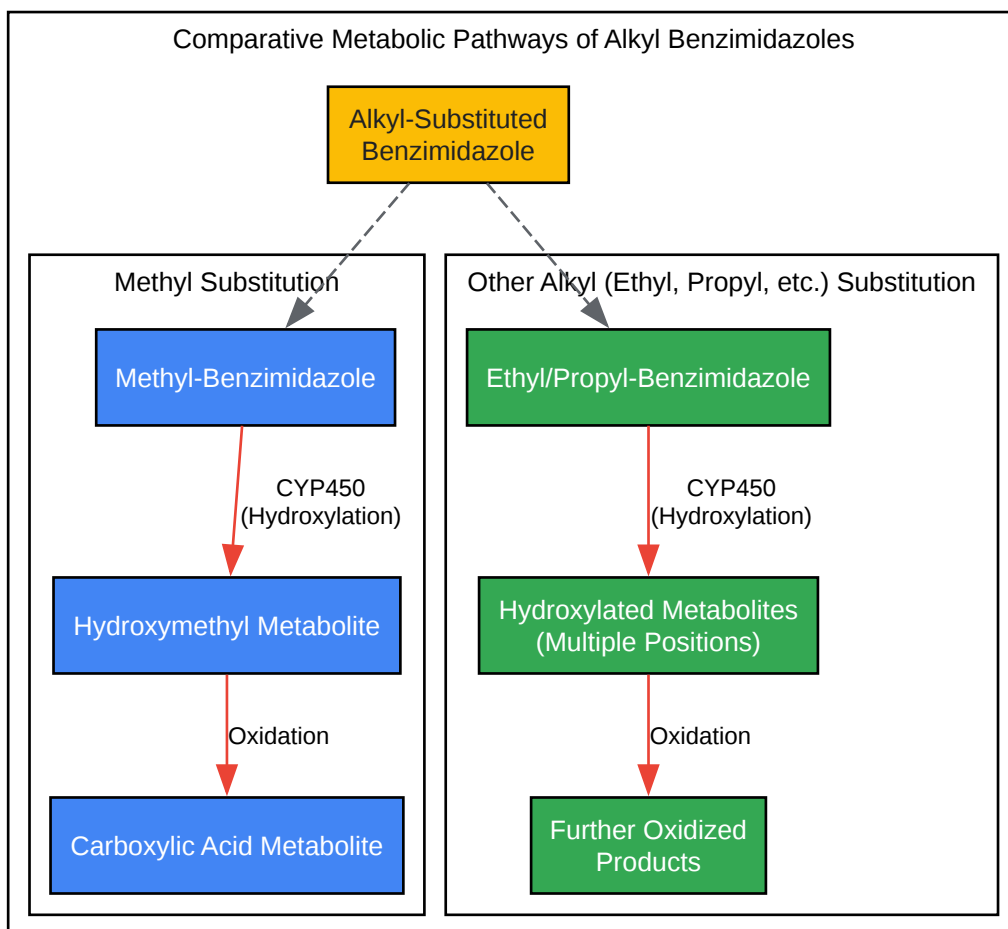 Comparative Metabolic Pathways of Alkyl Benzimidazoles
Alkyl-Substituted
Benzimidazole
Methyl Substitution
Methyl-Benzimidazole
CYP450
(Hydroxylation)
Hydroxymethyl Metabolite
Oxidation
Carboxylic Acid Metabolite
Other Alkyl (Ethyl, Propyl, etc.) Substitution
Ethyl/Propyl-Benzimidazole
CYP450
(Hydroxylation)
Hydroxylated Metabolites
(Multiple Positions)
Oxidation
Further Oxidized
Products